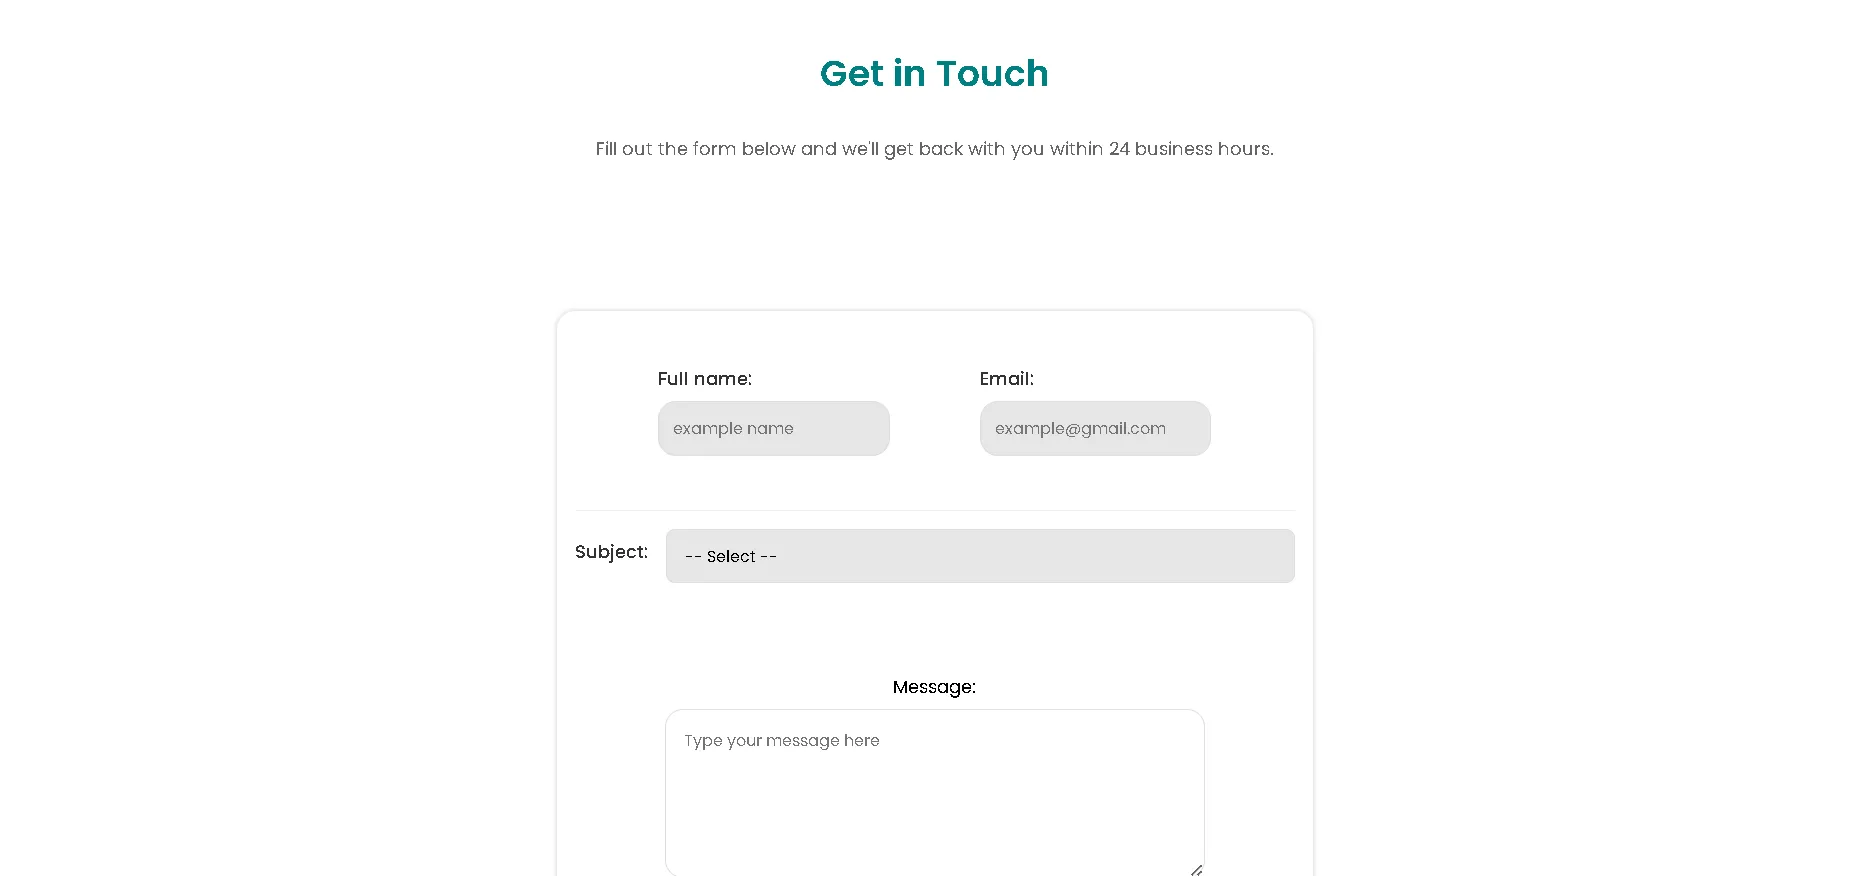 Get in Touch
Fill out the form below and we'll get back with you within 24 business hours.
Full name:
Email:
example name
example@gmail.com
Subject:
-- Select --
Message:
Type your message here